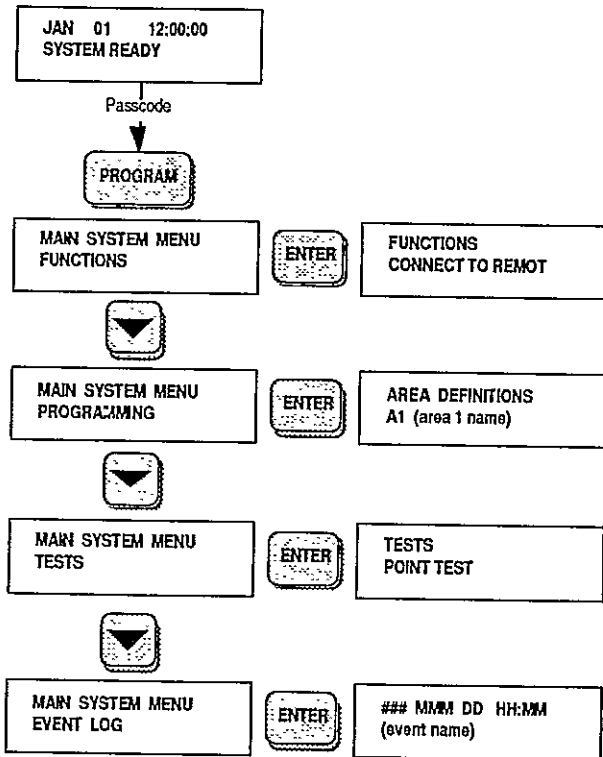 JAN 01 12:00:00
SYSTEM READY
Passcode
PROGRAM
MAIN SYSTEM MENU
FUNCTIONS
ENTER
FUNCTIONS
CONNECT TO REMOT
MAIN SYSTEM MENU
PROGRAMMING
ENTER
AREA DEFINITIONS
A1 (area 1 name)
MAIN SYSTEM MENU
TESTS
ENTER
TESTS
POINT TEST
MAIN SYSTEM MENU
EVENT LOG
ENTER
### MMM DD HH:MM
(event name)